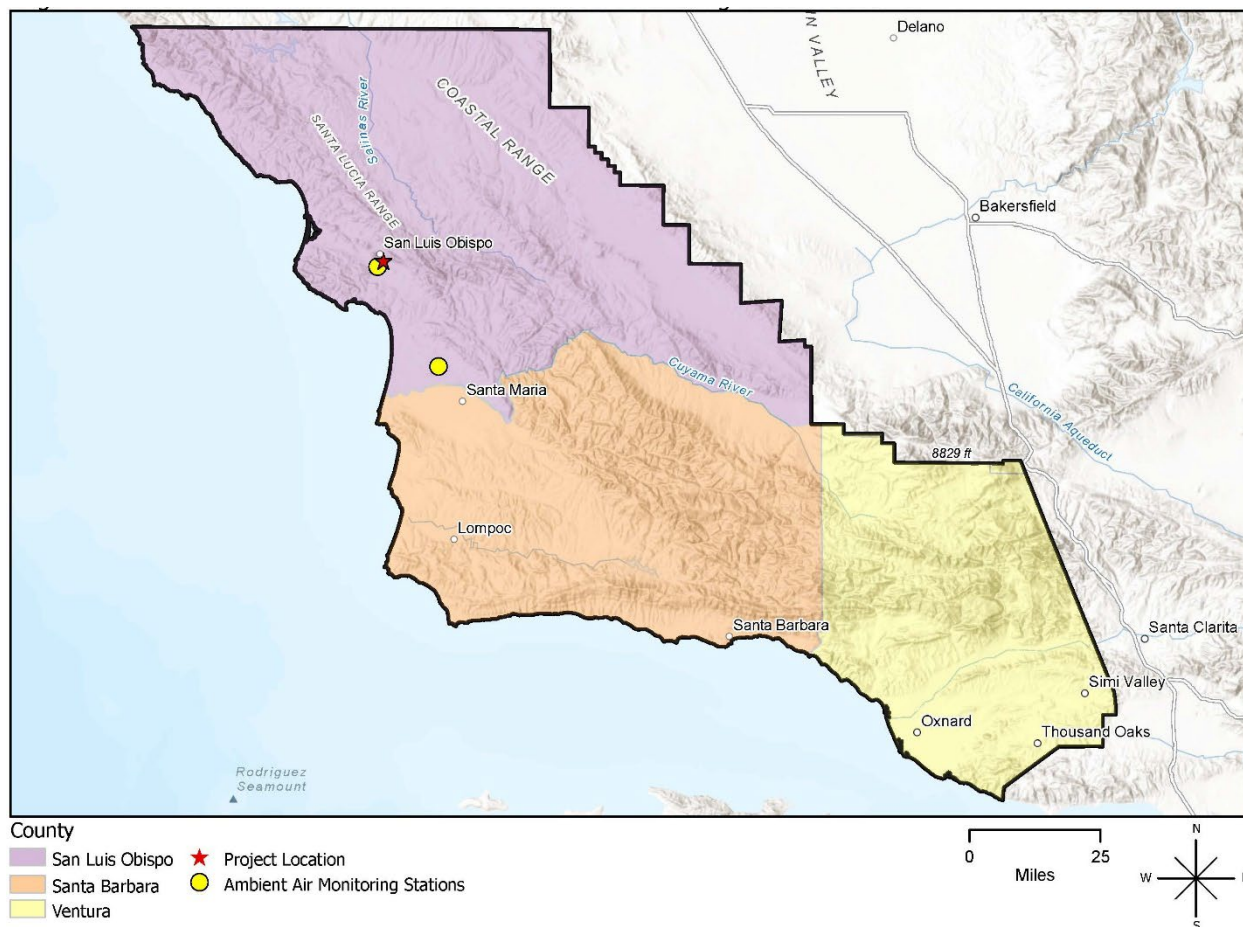 Delano
IN VALLEY
COASTAL RANGE
Salinas River
SANTA LUCIA RANGE
Bakersfield
San Luis Obispo
Cuyama River
Santa Maria
California Aqueduct
8829 ft
Lompoc
Santa Barbara
Santa Clarita
Simi Valley
Oxnard
Thousand Oaks
Rodriguez
Seamount
County
San Luis Obispo
Project Location
Santa Barbara
Ambient Air Monitoring Stations
Ventura
0 25
Miles
N
W
S